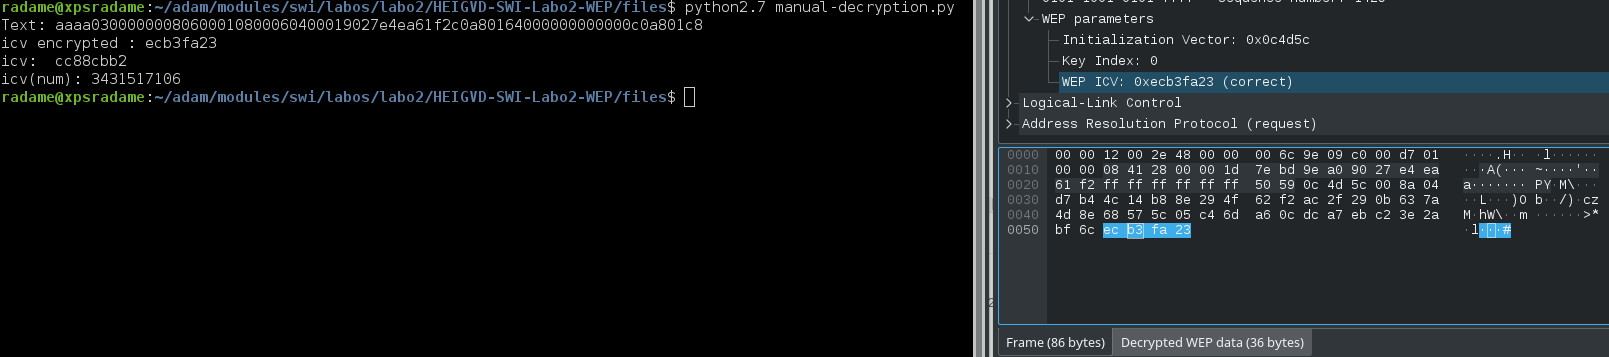 radame@xpsradame:~/adam/modules/swi/labos/labo2/HEIGVD-SWI-Labo2-WEP/files$ python2.7 manual-decryption.py
Text: aaaa03000000080600010800060400019027e4ea61f2c0a80164000000000000c0a801c8
icv encrypted : ecb3fa23
icv:  cc88cbb2
icv(num): 3431517106
radame@xpsradame:~/adam/modules/swi/labos/labo2/HEIGVD-SWI-Labo2-WEP/files$
WEP parameters
Initialization Vector: 0x0c4d5c
Key Index: 0
WEP ICV: 0xecb3fa23 (correct)
Logical-Link Control
Address Resolution Protocol (request)
0000 00 00 12 00 2e 48 00 00 00 6c 9e 09 c0 00 d7 01 ·····.H·· ·l······
0010 00 00 08 41 28 00 00 1d 7e bd 9e a0 90 27 e4 ea ···A(··· ~····'··
0020 61 f2 ff ff ff ff ff ff 50 59 0c 4d 5c 00 8a 04 a······· PY·M\···
0030 d7 b4 4c 14 b8 8e 29 4f 62 f2 ac 2f 29 0b 63 7a ··L···)O b··/)·cz
0040 4d 8e 68 57 5c 05 c4 6d a6 0c dc a7 eb c2 3e 2a M·hW\··m ······>*
0050 bf 6c ec b3 fa 23 ·l···#
Frame (86 bytes) Decrypted WEP data (36 bytes)